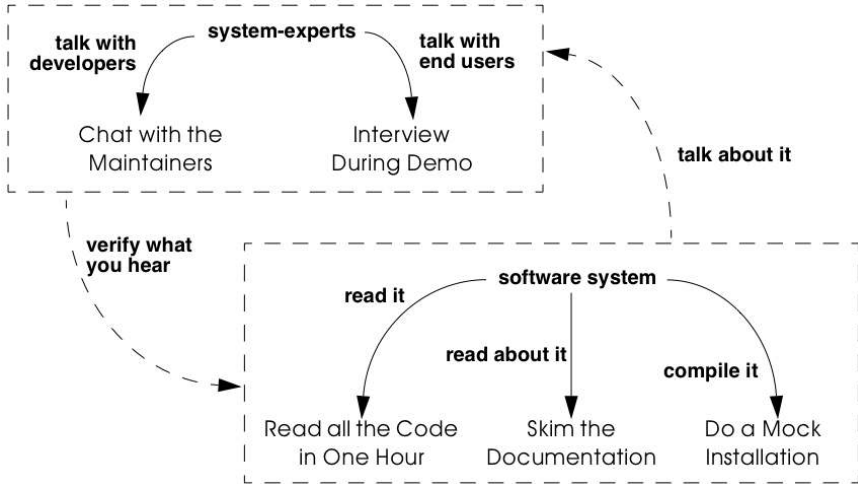 system-experts
talk with
developers
talk with
end users
Chat with the
Maintainers
Interview
During Demo
talk about it
verify what
you hear
software system
read it
read about it
compile it
Read all the Code
in One Hour
Skim the
Documentation
Do a Mock
Installation